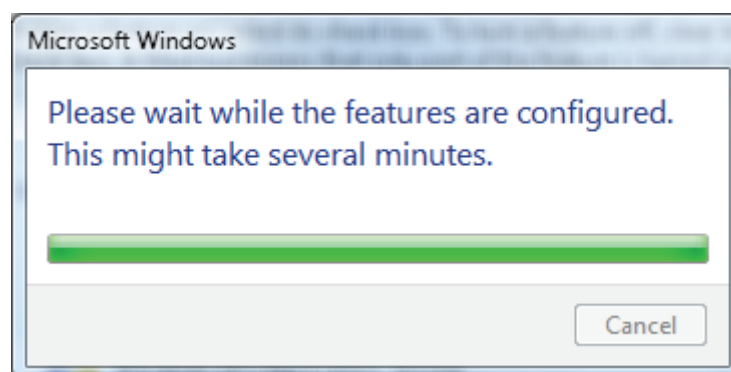 Microsoft Windows
Please wait while the features are configured.
This might take several minutes.
Cancel